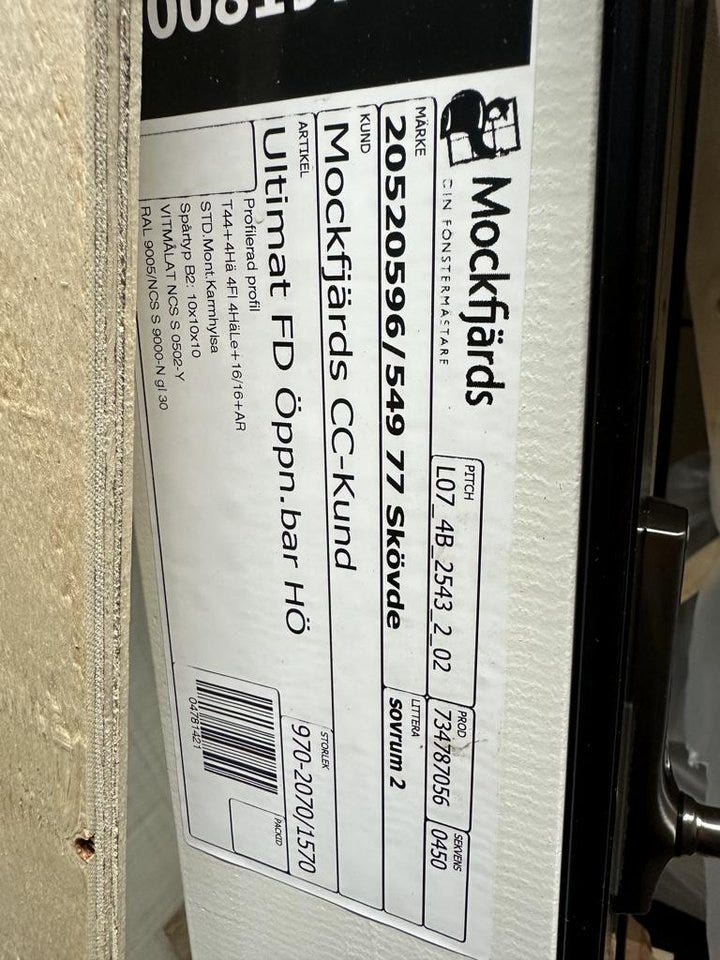 Mockfjärds
DIN FÖNSTERMÄSTARE
PITCH
L07_4B_2543_2_02
PROD
734787056
SEKVENS
0450
MÄRKE
20520596/549 77 Skövde
LITTERA
sovrum 2
KUND
Mockfjärds CC-Kund
ARTIKEL
Ultimat FD Öppn.bar HÖ
STORLEK
970-2070/1570
Profilerad profil
T44+4Hä 4Fl 4HäLe+16/16+AR
STD.Mont.Karmhylsa
Spårtyp B2: 10x10x10
VITMÅLAT NCS S 0502-Y
RAL 9005/NCS S 9000-N gl 30
04781421
PACKID